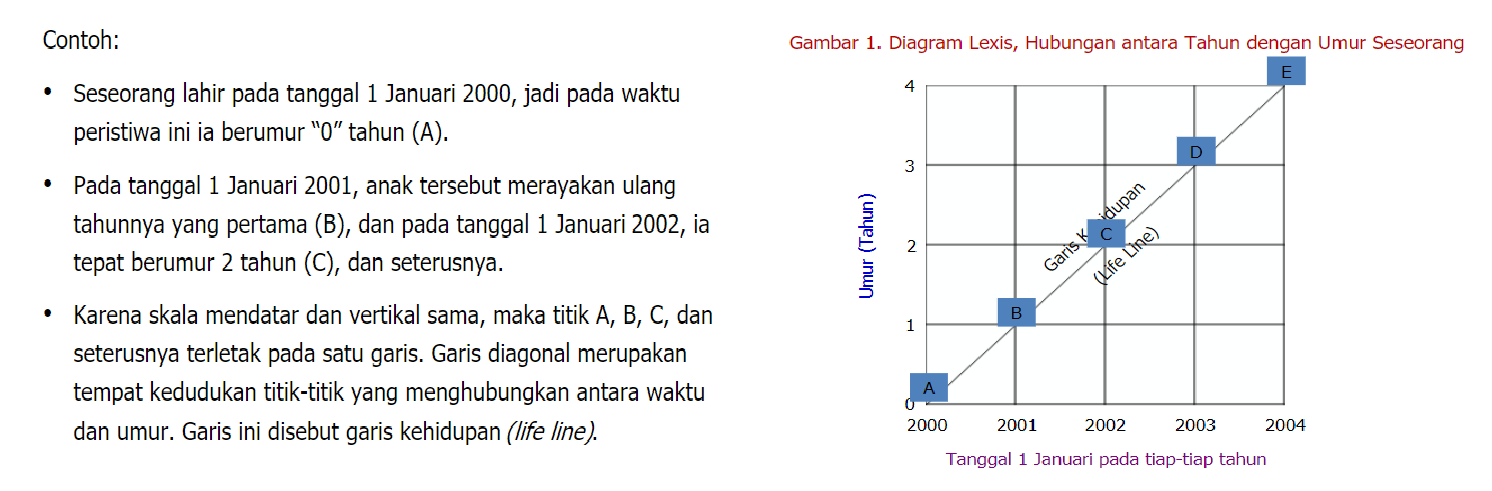 Contoh:
• Seseorang lahir pada tanggal 1 Januari 2000, jadi pada waktu
peristiwa ini ia berumur “0” tahun (A).
• Pada tanggal 1 Januari 2001, anak tersebut merayakan ulang
tahunnya yang pertama (B), dan pada tanggal 1 Januari 2002, ia
tepat berumur 2 tahun (C), dan seterusnya.
• Karena skala mendatar dan vertikal sama, maka titik A, B, C, dan
seterusnya terletak pada satu garis. Garis diagonal merupakan
tempat kedudukan titik-titik yang menghubungkan antara waktu
dan umur. Garis ini disebut garis kehidupan (life line).
Gambar 1. Diagram Lexis, Hubungan antara Tahun dengan Umur Seseorang
E
4
D
3
Garis K idupan
C
(Life Line)
2
Umur (Tahun)
B
1
A
0
2000 2001 2002 2003 2004
Tanggal 1 Januari pada tiap-tiap tahun